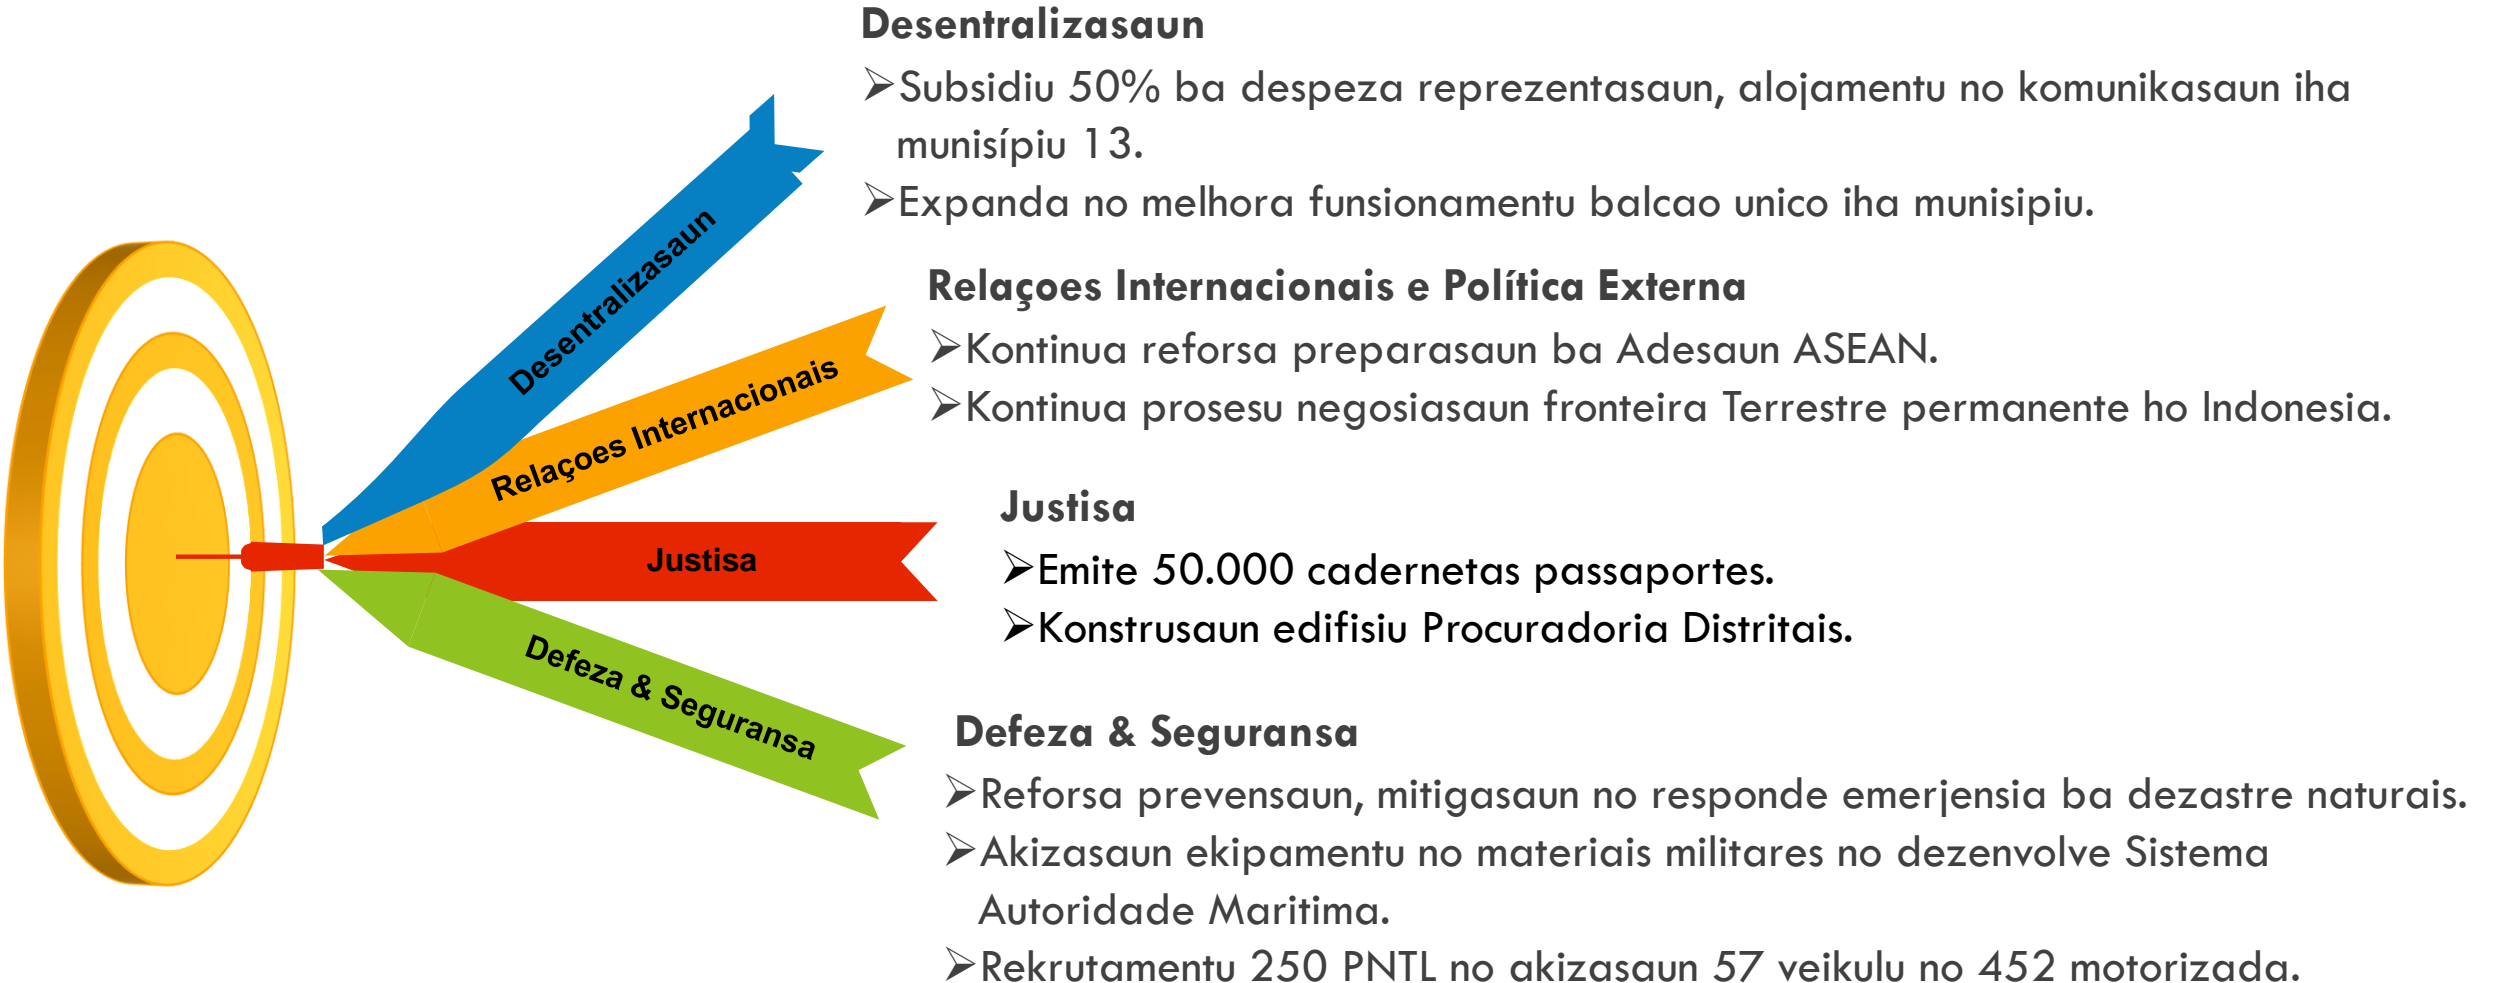 Desentralizasaun
➢Subsidiu 50% ba despeza reprezentasaun, alojamentu no komunikasaun iha
munisípiu 13.
➢Expanda no melhora funsionamentu balcao unico iha munisipiu.
Relaçoes Internacionais e Política Externa
➢Kontinua reforsa preparasaun ba Adesaun ASEAN.
➢Kontinua prosesu negosiasaun fronteira Terrestre permanente ho Indonesia.
Justisa
➢Emite 50.000 cadernetas passaportes.
➢Konstrusaun edifisiu Procuradoria Distritais.
Defeza & Seguransa
➢Reforsa prevensaun, mitigasaun no responde emerjensia ba dezastre naturais.
➢Akizasaun ekipamentu no materiais militares no dezenvolve Sistema
Autoridade Maritima.
➢Rekrutamentu 250 PNTL no akizasaun 57 veikulu no 452 motorizada.
Desentralizasaun
Relaçoes Internacionais
Justisa
Defeza & Seguransa